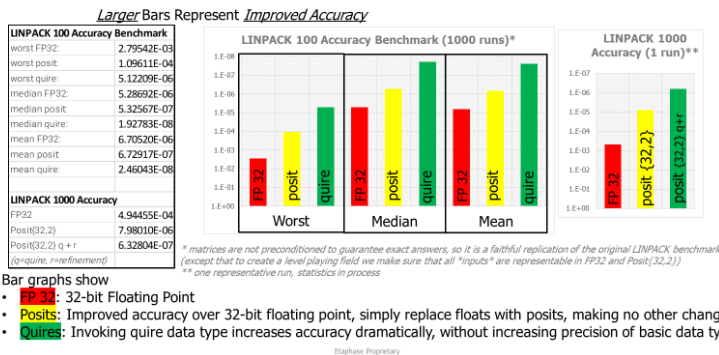 Larger Bars Represent Improved Accuracy
LINPACK 100 Accuracy Benchmark
worst FP32: 2.79542E-03
worst posit: 1.09611E-04
worst quire: 5.12209E-06
median FP32: 5.28692E-06
median posit: 5.32567E-07
median quire: 1.92783E-08
mean FP32: 6.70520E-06
mean posit: 6.72917E-07
mean quire: 2.46043E-08
LINPACK 1000 Accuracy
FP32 4.94455E-04
Posit{32,2) 7.98010E-06
Posit{32,2) q + r 6.32804E-07
(q=quire, r=refinement)
LINPACK 100 Accuracy Benchmark (1000 runs)*
1.E-08
1.E-07
1.E-06
1.E-05
1.E-04
1.E-03
1.E-02
1.E-01
1.E+00
FP 32
posit
quire
FP 32
posit
quire
FP 32
posit
quire
Worst
Median
Mean
LINPACK 1000
Accuracy (1 run)**
1.E-07
1.E-06
1.E-05
1.E-04
1.E-03
1.E-02
1.E-01
1.E+00
FP 32
posit {32,2}
posit {32,2} q+r
* matrices are not preconditioned to guarantee exact answers, so it is a faithful replication of the original LINPACK benchmark
(except that to create a level playing field we make sure that all *inputs* are representable in FP32 and Posit{32,2})
** one representative run, statistics in process
Bar graphs show
• FP 32: 32-bit Floating Point
• Posits: Improved accuracy over 32-bit floating point, simply replace floats with posits, making no other chang
• Quires: Invoking quire data type increases accuracy dramatically, without increasing precision of basic data ty
Etaphase Proprietary